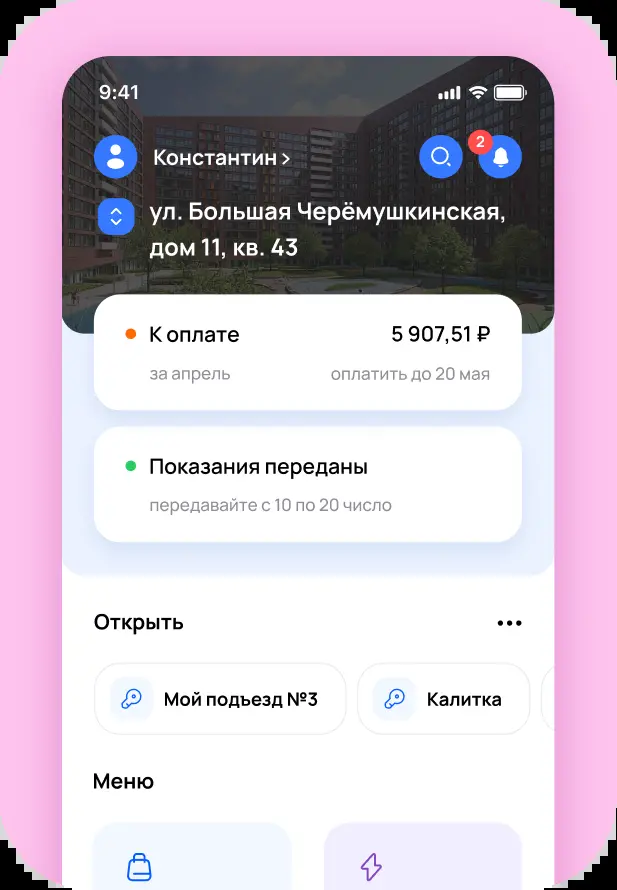 9:41
Константин >
2
ул. Большая Черёмушкинская,
дом 11, кв. 43
К оплате 5 907,51 ₽
за апрель оплатить до 20 мая
Показания переданы
передавайте с 10 по 20 число
Открыть
Мой подъезд №3 Калитка
Меню